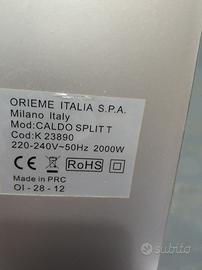 ORIEME ITALIA S.P.A.
Milano Italy
Mod:CALDO SPLIT T
Cod:K 23890
220-240V~50Hz 2000W
CE RoHS
Made in PRC
OI-28-12
subito